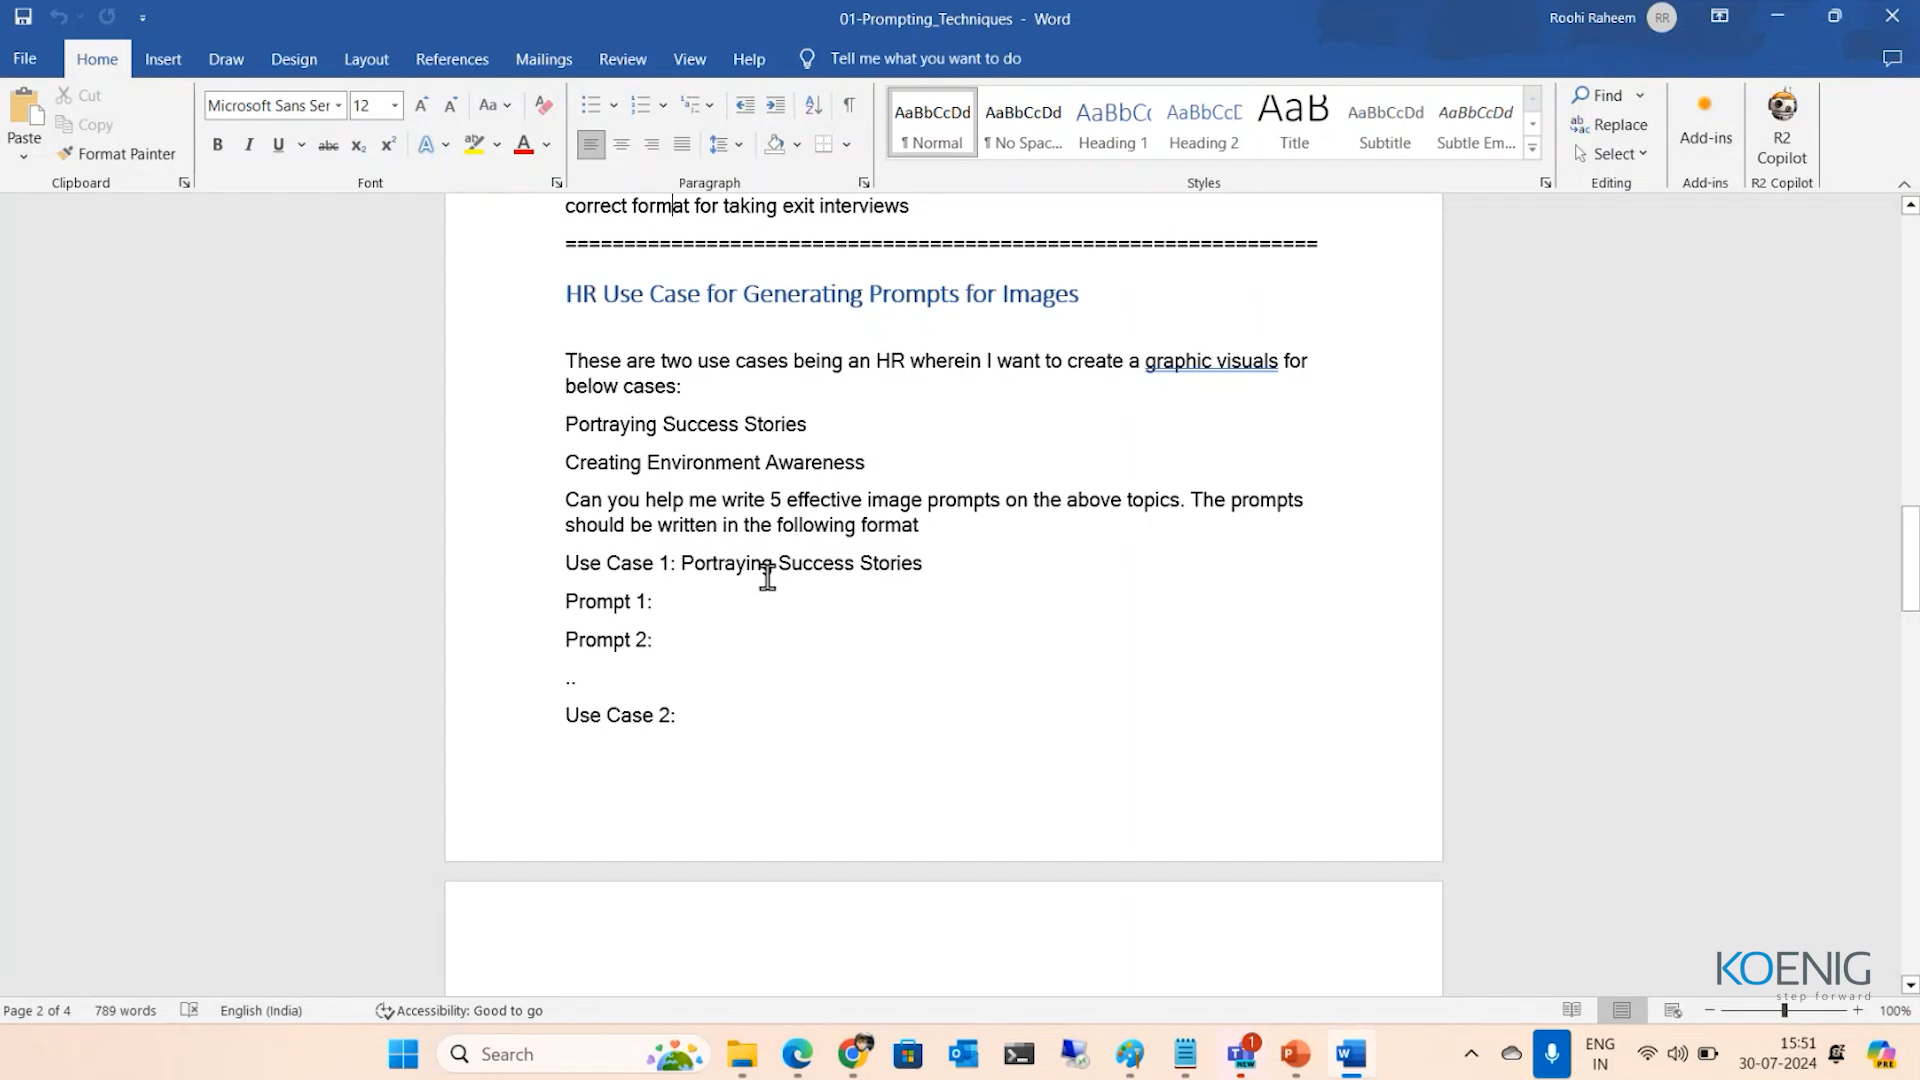 01-Prompting_Techniques - Word
Roohi Raheem RR
File Home Insert Draw Design Layout References Mailings Review View Help Tell me what you want to do
Paste
Cut
Copy
Format Painter
Clipboard
Microsoft Sans Ser 12
Font
Paragraph
AaBbCcDd AaBbCcDd AaBbC( AaBbCcD AaB AaBbCcDd AaBbCcDd
¶ Normal ¶ No Spac... Heading 1 Heading 2 Title Subtitle Subtle Em...
Styles
Find
Replace
Select
Editing
Add-ins
Add-ins
R2
Copilot
R2 Copilot
correct format for taking exit interviews
================================================================
HR Use Case for Generating Prompts for Images
These are two use cases being an HR wherein I want to create a graphic visuals for
below cases:
Portraying Success Stories
Creating Environment Awareness
Can you help me write 5 effective image prompts on the above topics. The prompts
should be written in the following format
Use Case 1: Portraying Success Stories
Prompt 1:
Prompt 2:
..
Use Case 2:
KOENIG
step forward
Page 2 of 4 789 words English (India) Accessibility: Good to go 100%
Search
1
NEW
ENG
IN
15:51
30-07-2024
PRE